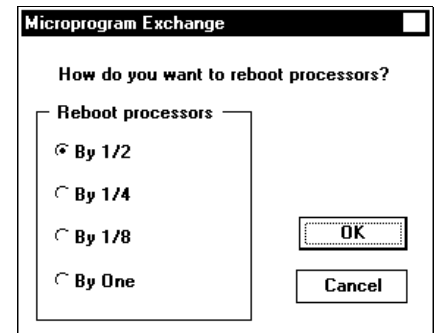 Microprogram Exchange
How do you want to reboot processors?
Reboot processors
By 1/2
By 1/4
By 1/8
By One
OK
Cancel